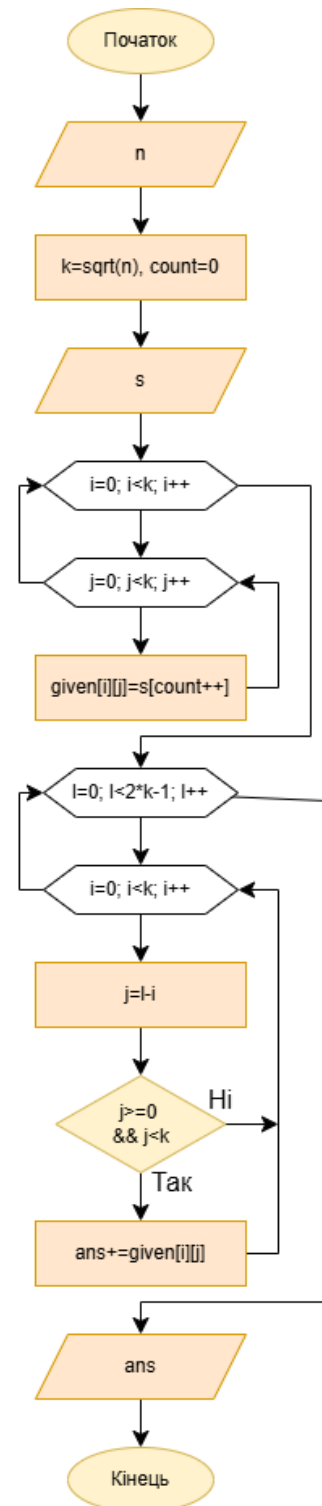 Початок
n
k=sqrt(n), count=0
s
i=0; i<k; i++
j=0; j<k; j++
given[i][j]=s[count++]
l=0; l<2*k-1; l++
i=0; i<k; i++
j=l-i
j>=0
&& j<k
Ні
Так
ans+=given[i][j]
ans
Кінець